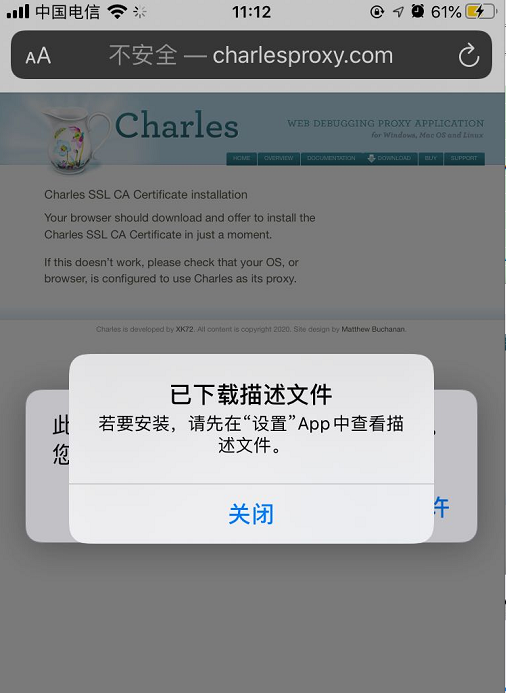 中国电信 11:12 61%
AA 不安全 — charlesproxy.com
Charles
WEB DEBUGGING PROXY APPLICATION
for Windows, Mac OS and Linux
HOME OVERVIEW DOCUMENTATION DOWNLOAD BUY SUPPORT
Charles SSL CA Certificate installation
Your browser should download and offer to install the
Charles SSL CA Certificate in just a moment.
If this doesn't work, please check that your OS, or
browser, is configured to use Charles as its proxy.
Charles is developed by XK72. All content is copyright 2020. Site design by Matthew Buchanan.
已下载描述文件
若要安装，请先在“设置”App中查看描
述文件。
此
您
关闭
许